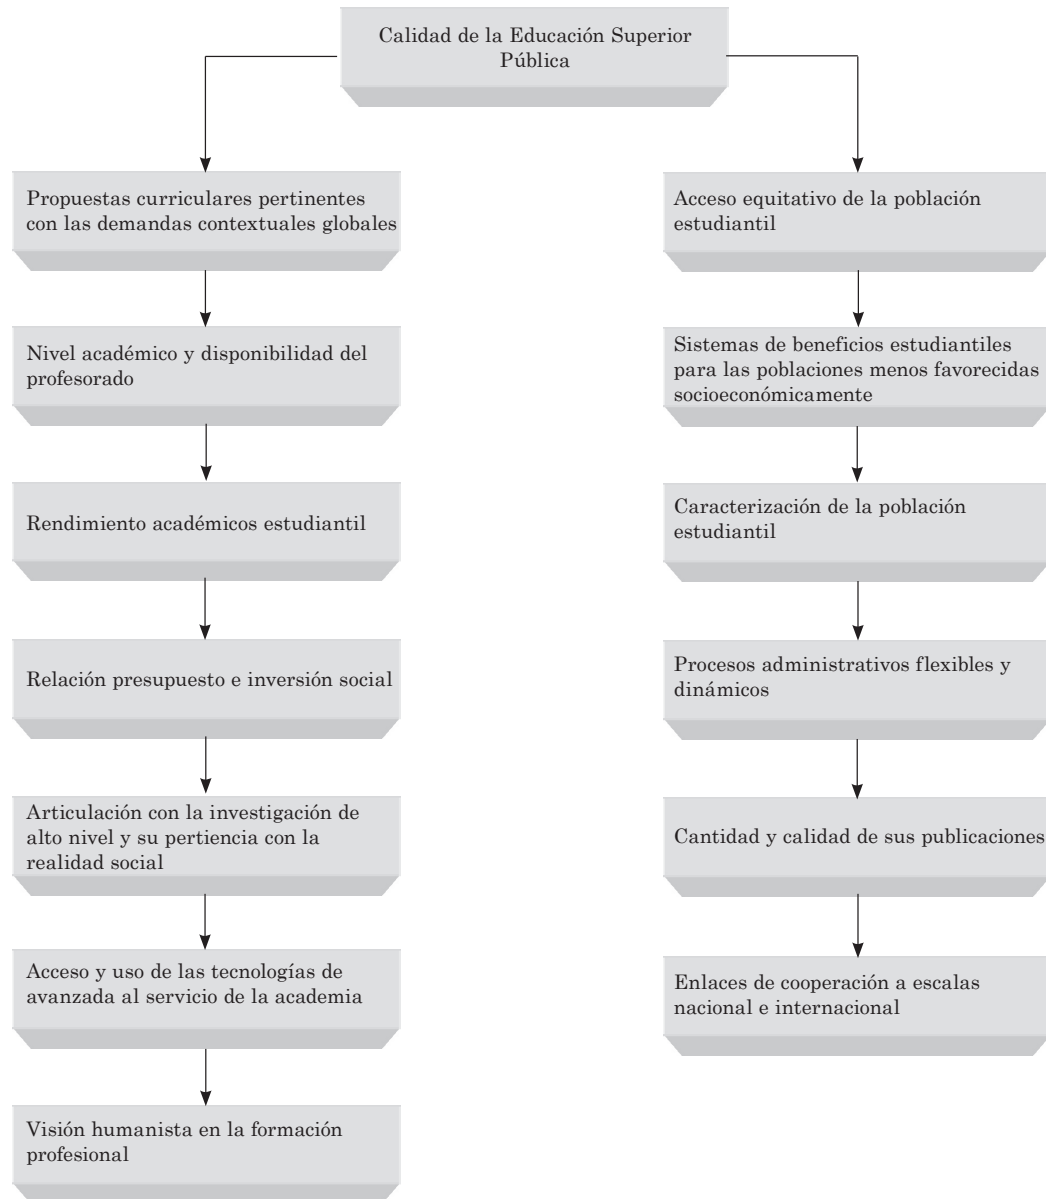 Calidad de la Educación Superior
Pública
Propuestas curriculares pertinentes
con las demandas contextuales globales
Nivel académico y disponibilidad del
profesorado
Rendimiento académicos estudiantil
Relación presupuesto e inversión social
Articulación con la investigación de
alto nivel y su pertiencia con la
realidad social
Acceso y uso de las tecnologías de
avanzada al servicio de la academia
Visión humanista en la formación
profesional
Acceso equitativo de la población
estudiantil
Sistemas de beneficios estudiantiles
para las poblaciones menos favorecidas
socioeconómicamente
Caracterización de la población
estudiantil
Procesos administrativos flexibles y
dinámicos
Cantidad y calidad de sus publicaciones
Enlaces de cooperación a escalas
nacional e internacional